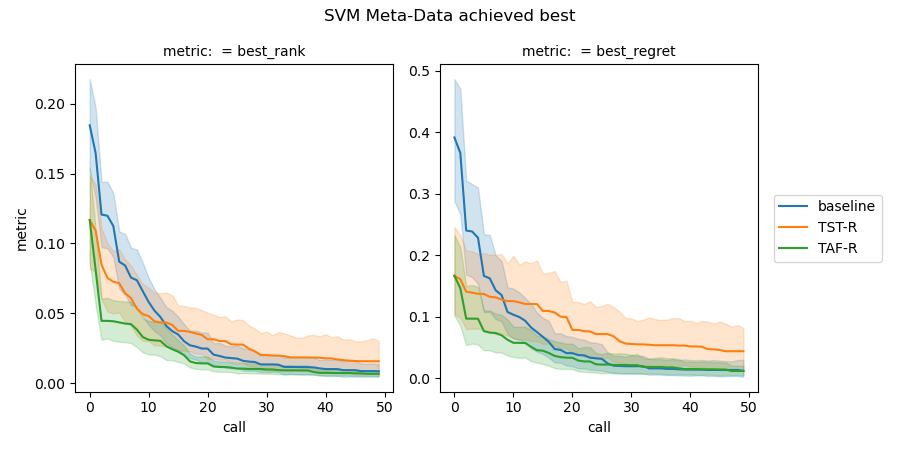 SVM Meta-Data achieved best
metric:  = best_rank
metric:  = best_regret
metric
0.20
0.15
0.10
0.05
0.00
0 10 20 30 40 50
call
0.5
0.4
0.3
0.2
0.1
0.0
0 10 20 30 40 50
call
baseline
TST-R
TAF-R